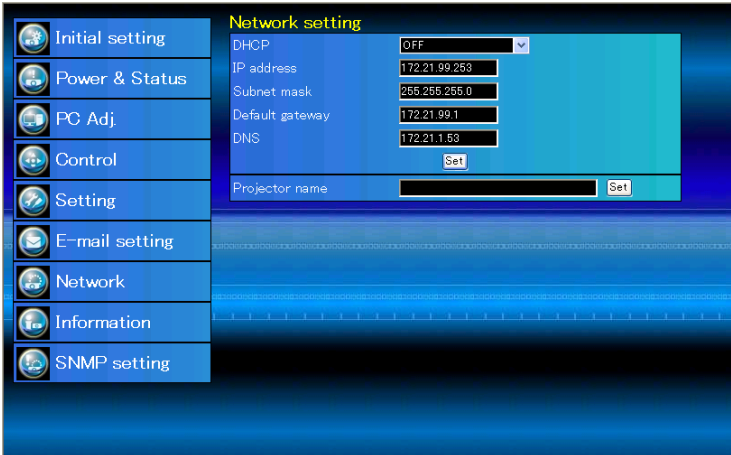 Initial setting
Power & Status
PC Adj.
Control
Setting
E-mail setting
Network
Information
SNMP setting
Network setting
DHCP OFF
IP address 172.21.99.253
Subnet mask 255.255.255.0
Default gateway 172.21.99.1
DNS 172.21.1.53
Set
Projector name Set